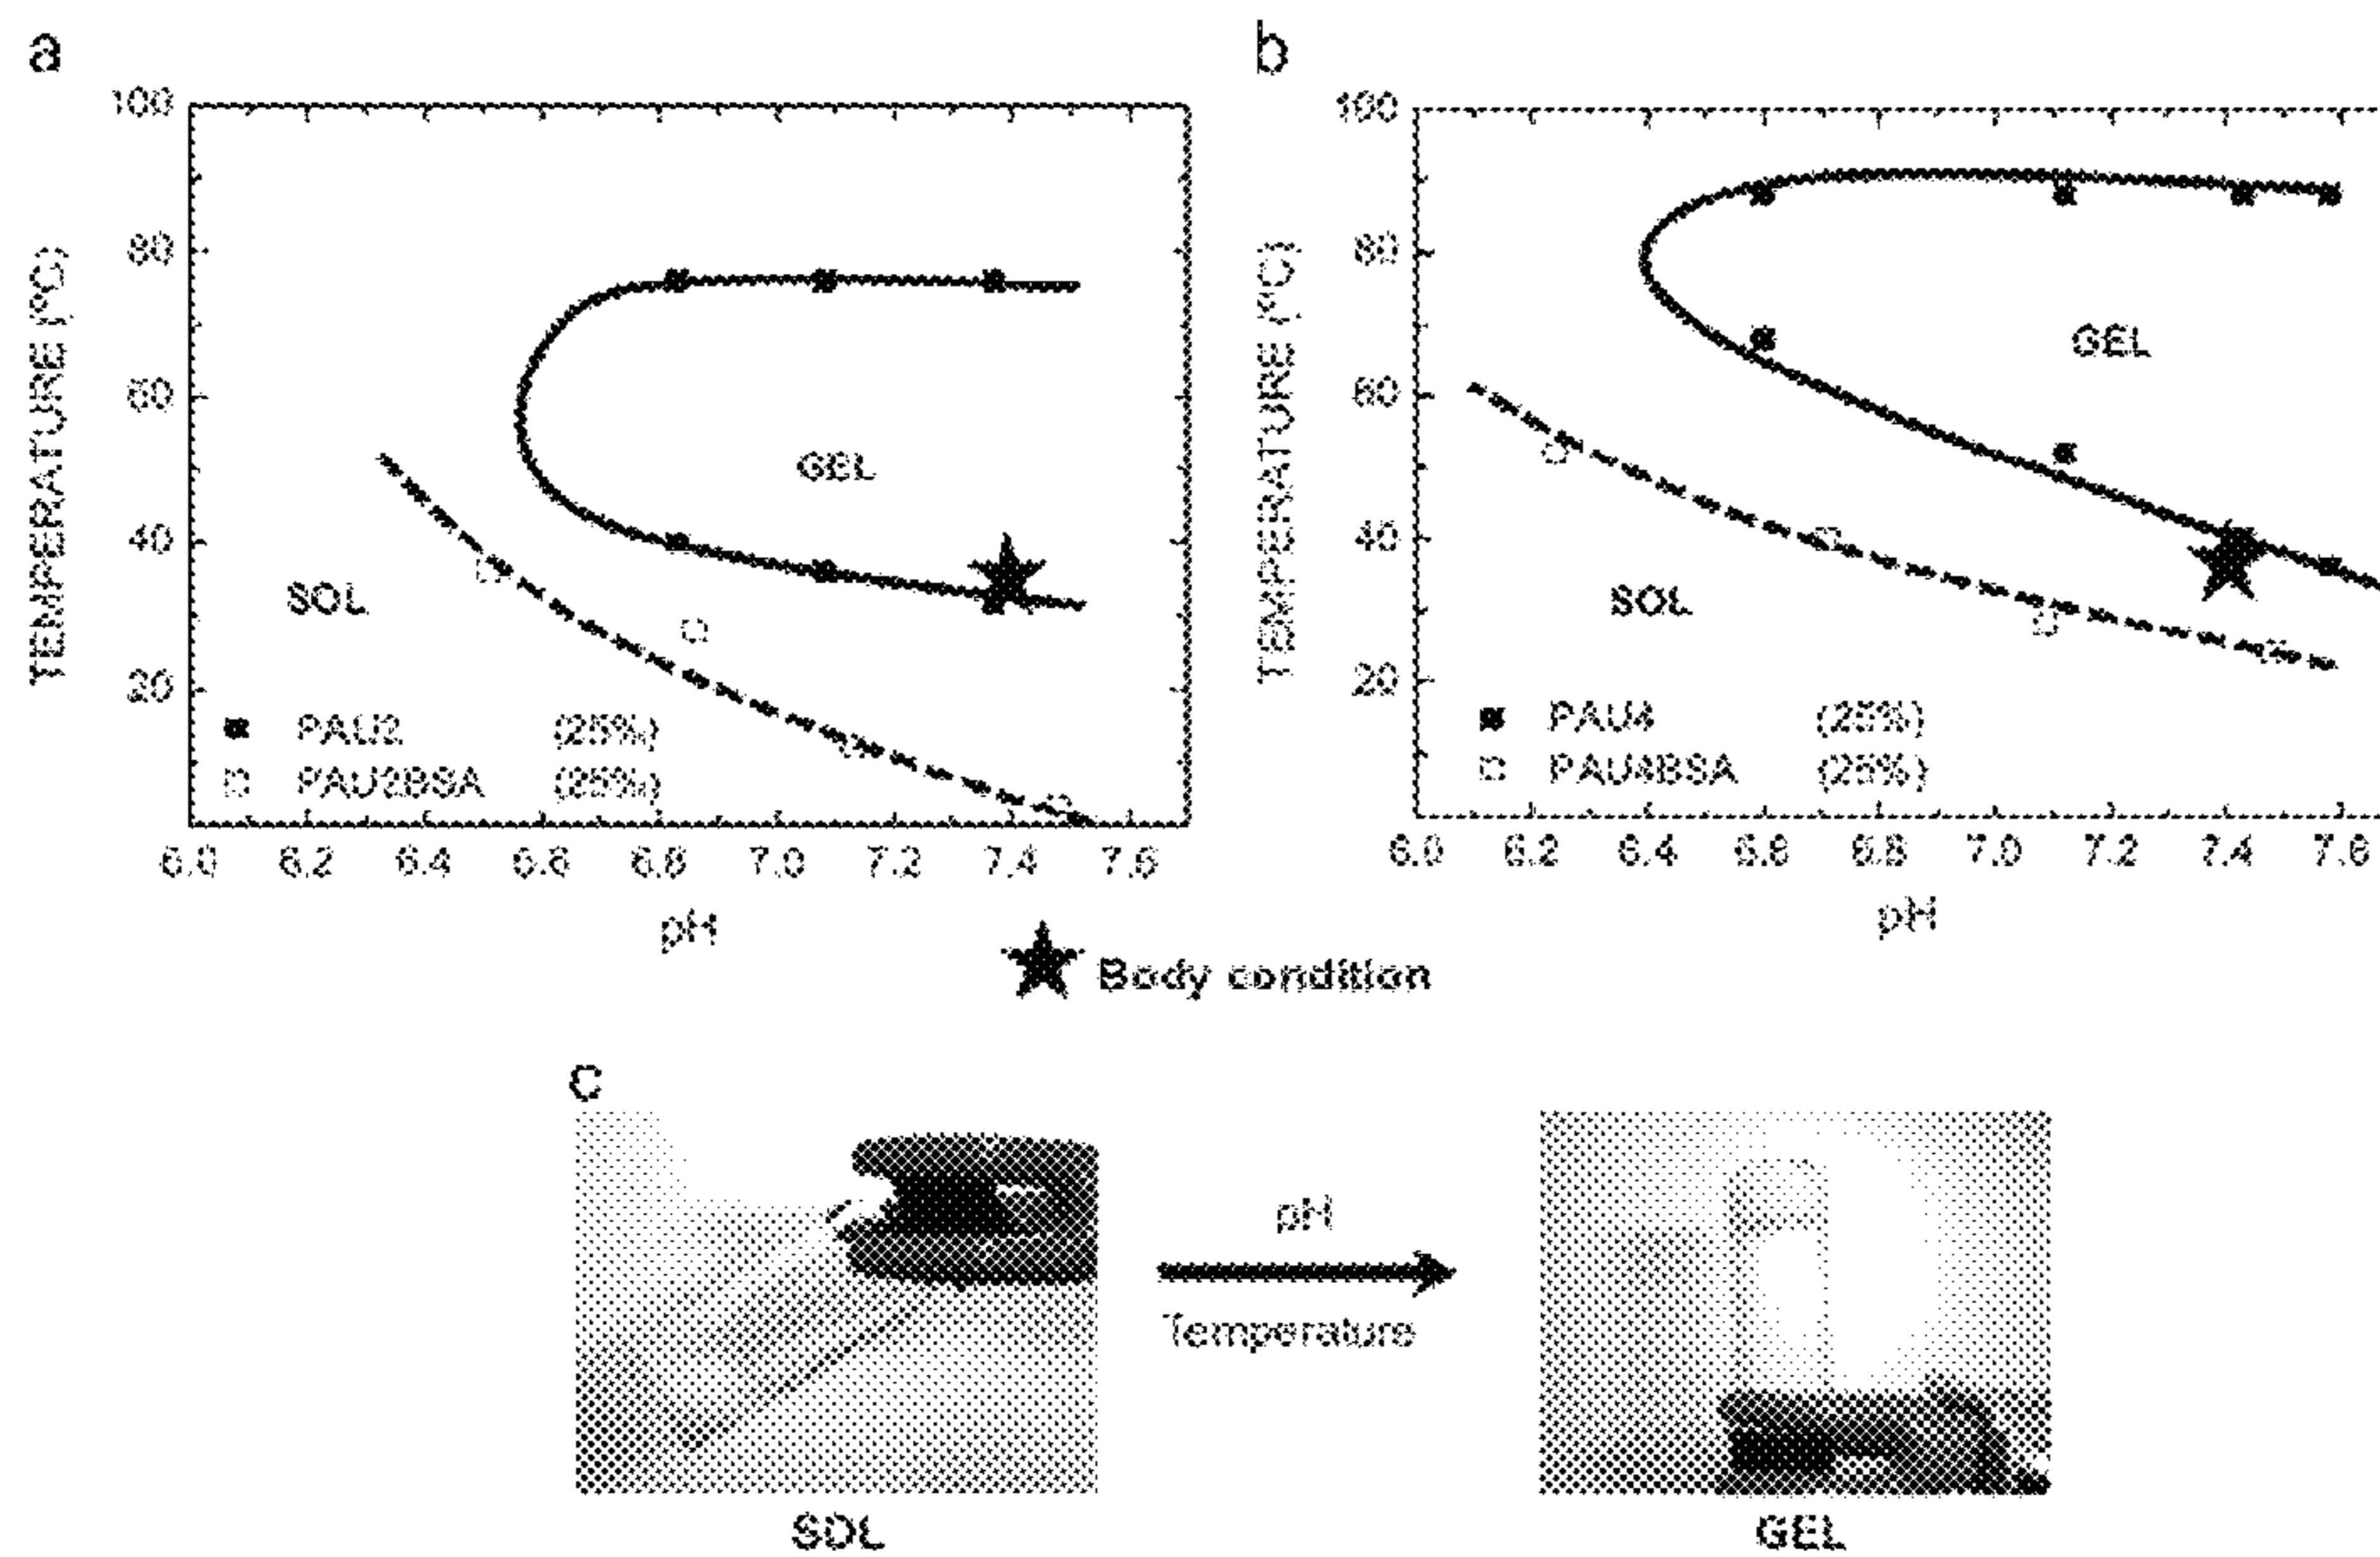 a
100
80
60
40
20
TEMPERATURE (ºC)
GEL
SOL
PAU2 (25%)
PAU2BSA (25%)
6.0 6.2 6.4 6.6 6.8 7.0 7.2 7.4 7.6
pH
b
100
80
60
40
20
TEMPERATURE (ºC)
GEL
SOL
PAU4 (25%)
PAU4BSA (25%)
6.0 6.2 6.4 6.6 6.8 7.0 7.2 7.4 7.6
pH
Body condition
c
pH
Temperature
SOL
GEL